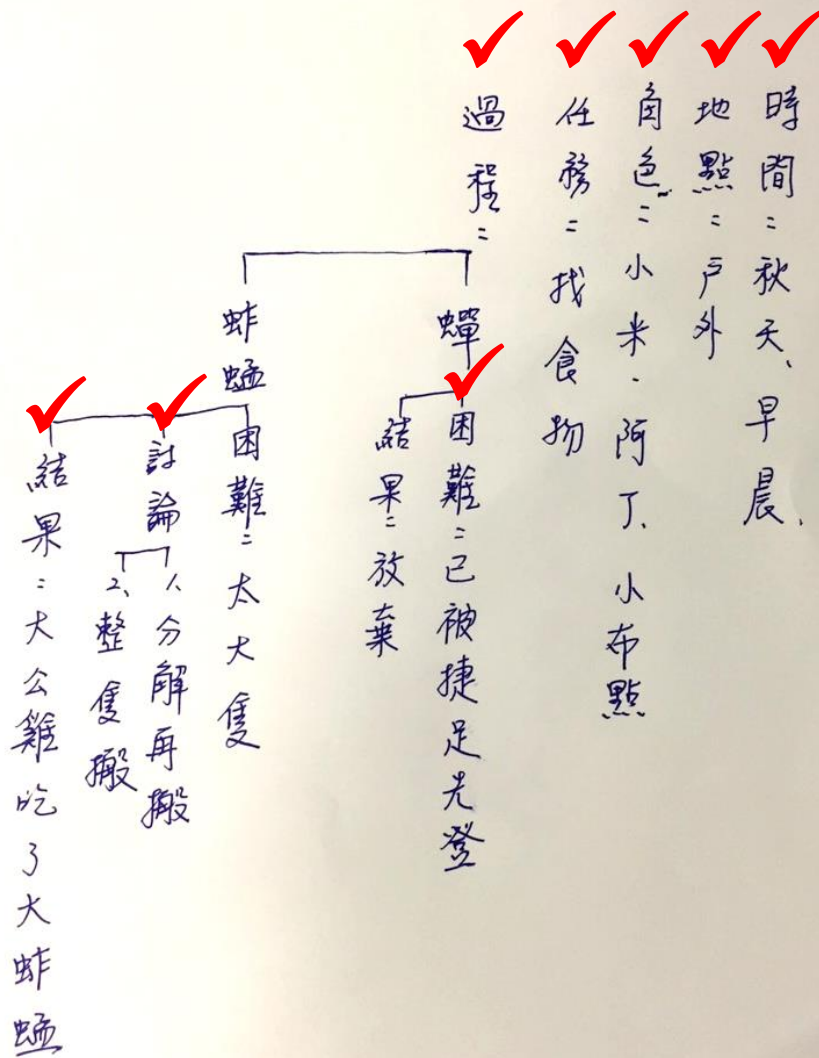 時間：秋天、早晨、
地點：戶外
角色：小米、阿丁、小布點
任務：找食物
過程：
蟬
困難：已被捷足先登
結果：放棄
蚱蜢
困難：太大隻
討論
1、分解再搬
2、整隻搬
結果：大公雞吃了大蚱蜢